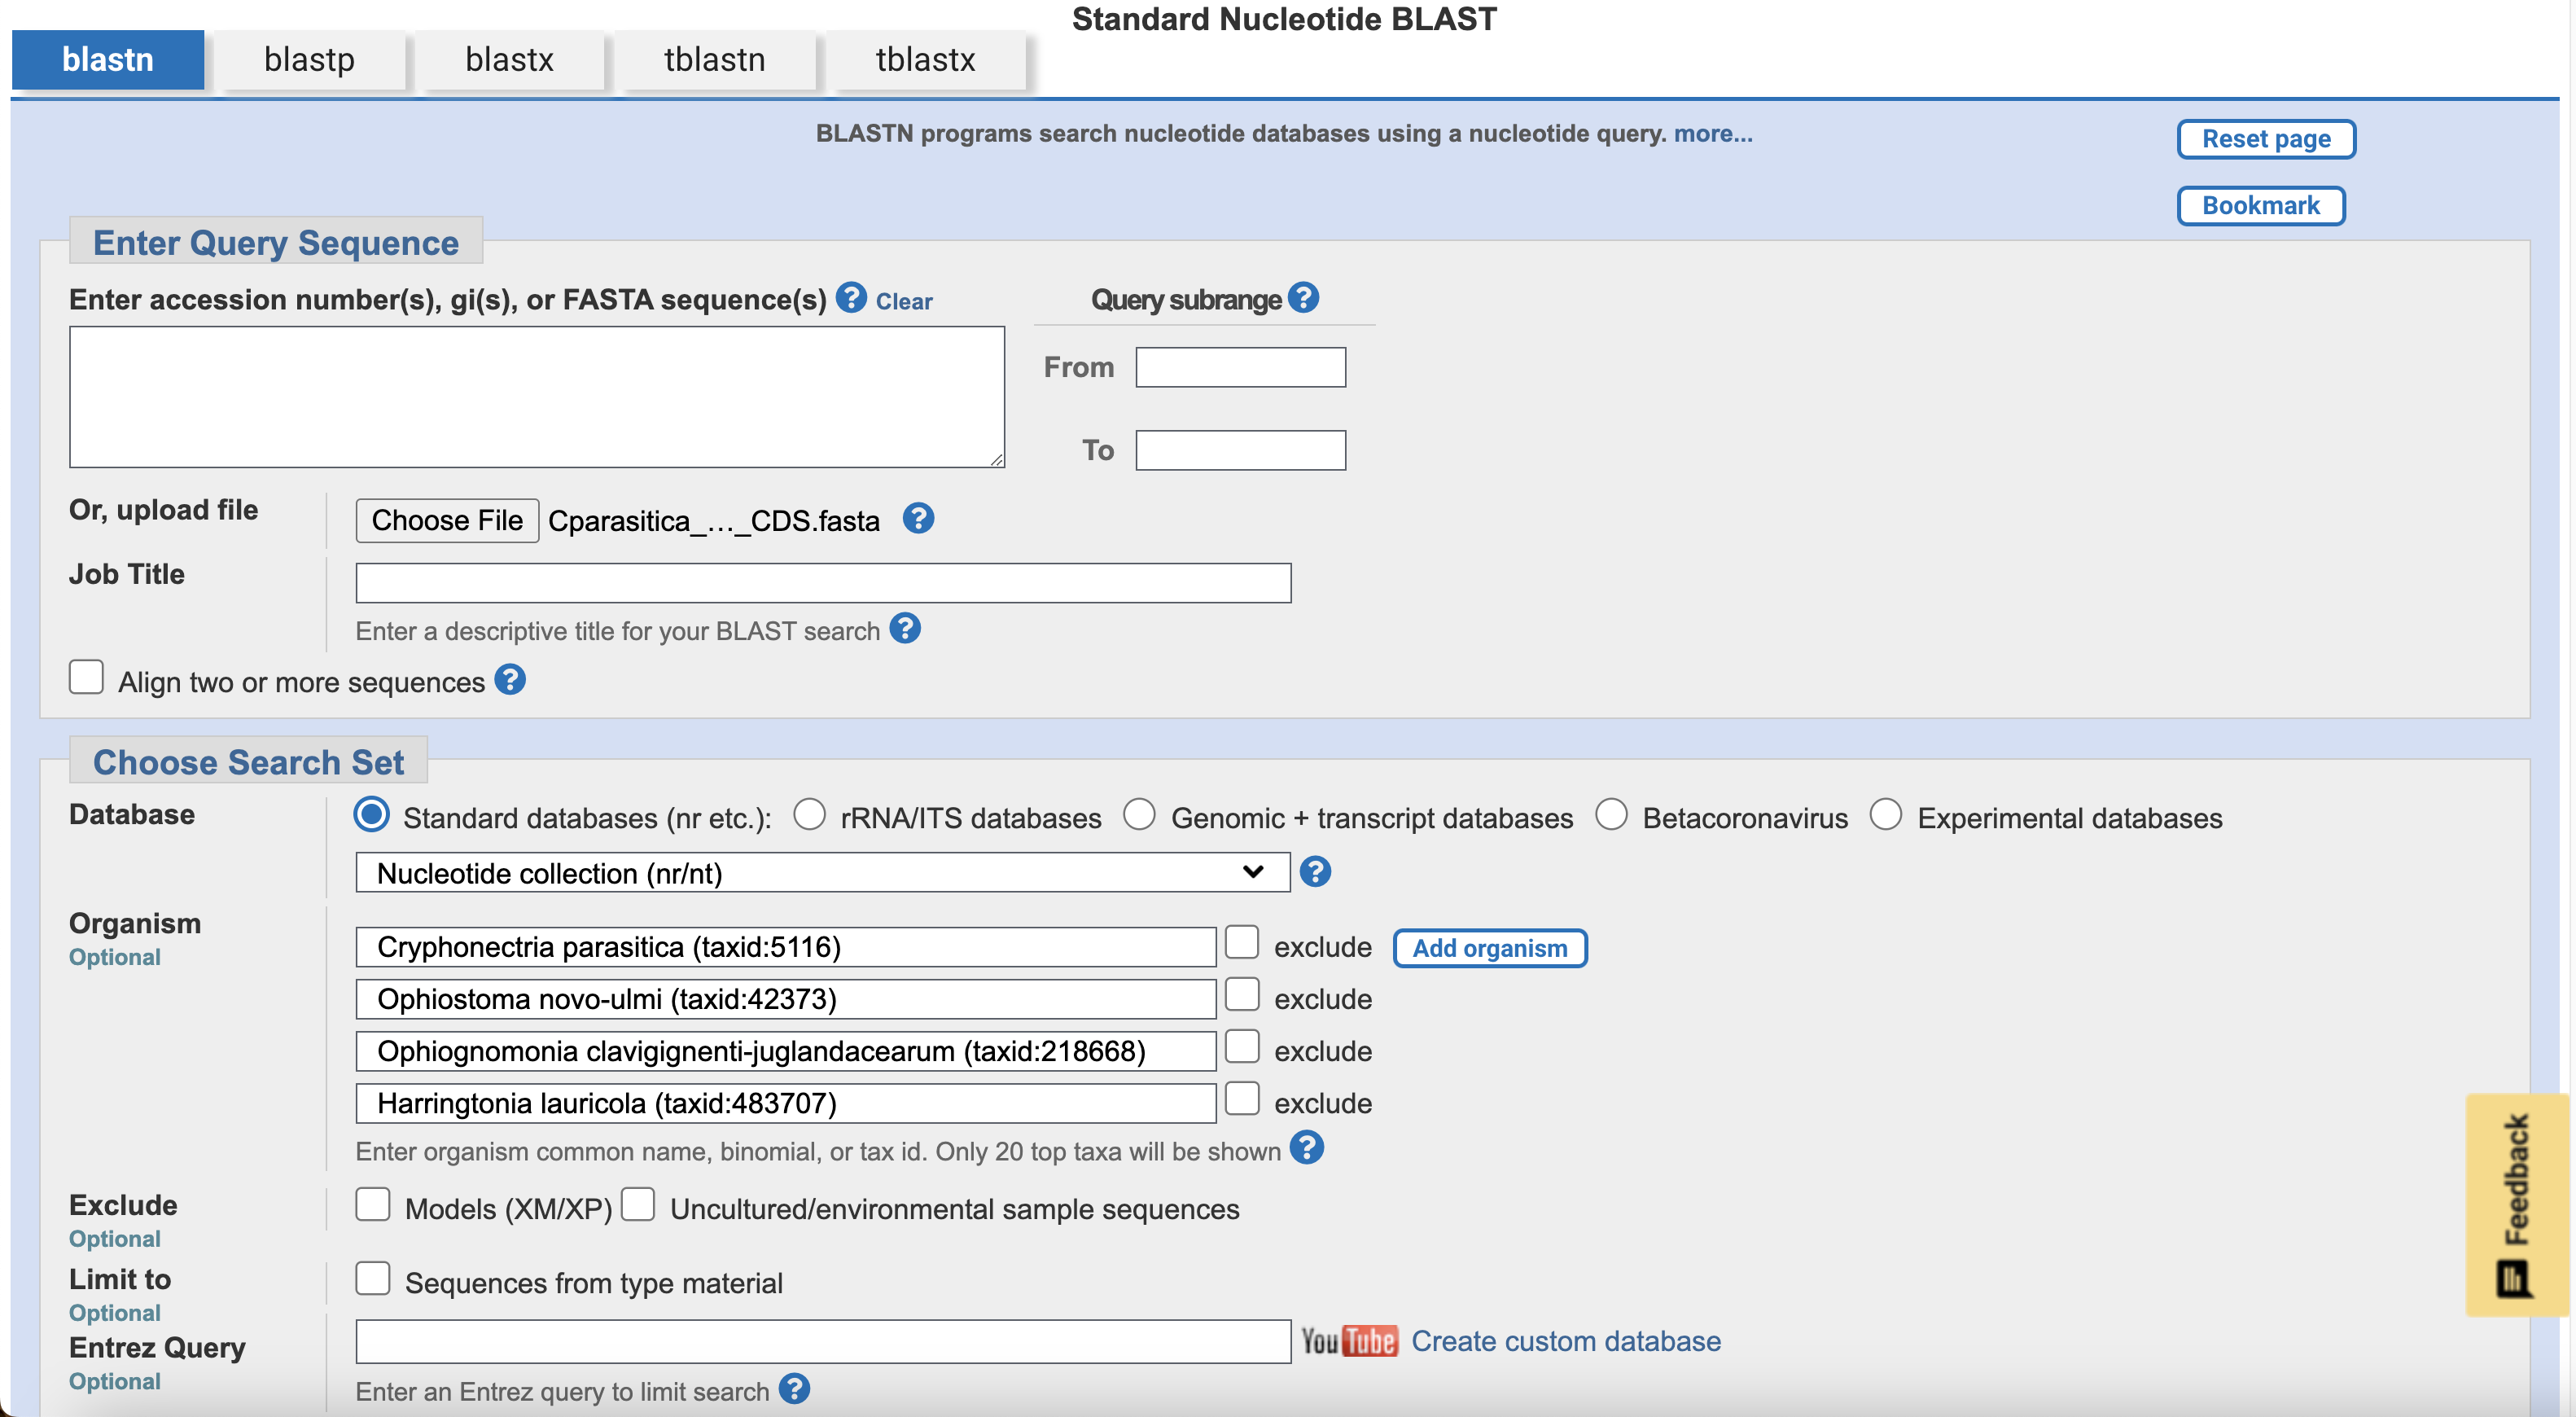 Standard Nucleotide BLAST
blastn blastp blastx tblastn tblastx
BLASTN programs search nucleotide databases using a nucleotide query. more...
Reset page
Bookmark
Enter Query Sequence
Enter accession number(s), gi(s), or FASTA sequence(s) ? Clear
Query subrange ?
From
To
Or, upload file
Choose File Cparasitica_..._CDS.fasta ?
Job Title
Enter a descriptive title for your BLAST search ?
Align two or more sequences ?
Choose Search Set
Database
Standard databases (nr etc.): rRNA/ITS databases Genomic + transcript databases Betacoronavirus Experimental databases
Nucleotide collection (nr/nt) ?
Organism
Optional
Cryphonectria parasitica (taxid:5116) exclude Add organism
Ophiostoma novo-ulmi (taxid:42373) exclude
Ophiognomonia clavigignenti-juglandacearum (taxid:218668) exclude
Harringtonia lauricola (taxid:483707) exclude
Enter organism common name, binomial, or tax id. Only 20 top taxa will be shown ?
Exclude
Optional
Models (XM/XP) Uncultured/environmental sample sequences
Limit to
Optional
Sequences from type material
Entrez Query
Optional
YouTube Create custom database
Enter an Entrez query to limit search ?
Feedback